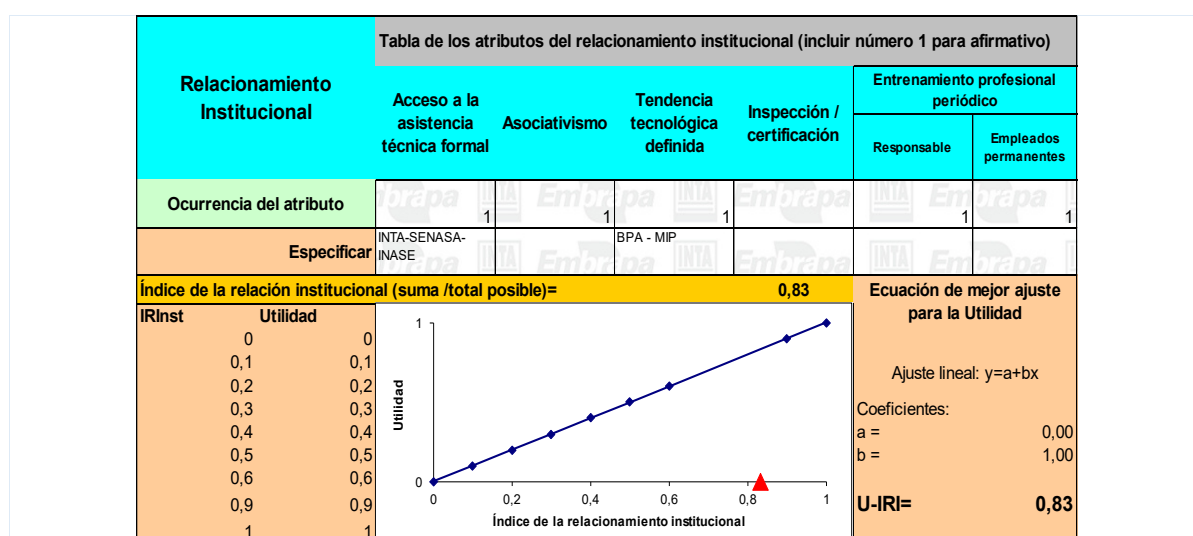 Relacionamiento Institucional
Tabla de los atributos del relacionamiento institucional (incluir número 1 para afirmativo)
Acceso a la asistencia técnica formal
Asociativismo
Tendencia tecnológica definida
Inspección / certificación
Entrenamiento profesional periódico
Responsable
Empleados permanentes
Ocurrencia del atributo
1
1
1
1
1
Especificar
INTA-SENASA-
INASE
BPA - MIP
Índice de la relación institucional (suma /total posible)= 0,83
IRInst Utilidad
0 0
0,1 0,1
0,2 0,2
0,3 0,3
0,4 0,4
0,5 0,5
0,6 0,6
0,9 0,9
1 1
Utilidad
1
0
0 0,2 0,4 0,6 0,8 1
Índice de la relacionamiento institucional
Ecuación de mejor ajuste
para la Utilidad
Ajuste lineal: y=a+bx
Coeficientes:
a = 0,00
b = 1,00
U-IRI= 0,83